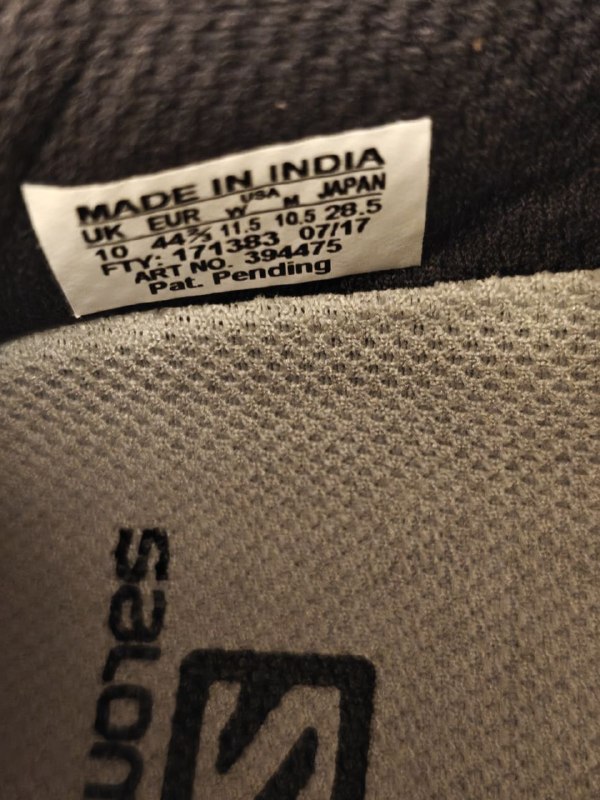 MADE IN INDIA
USA
UK EUR W M JAPAN
10 44⅔ 11.5 10.5 28.5
FTY: 171383 07/17
ART NO. 394475
Pat. Pending
salom